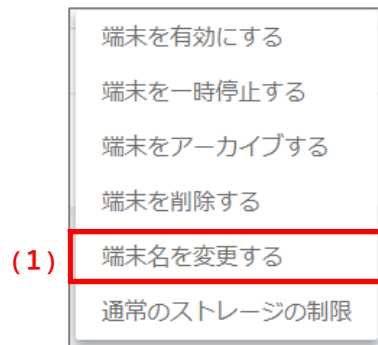 端末を有効にする
端末を一時停止する
端末をアーカイブする
端末を削除する
(1) 端末名を変更する
通常のストレージの制限